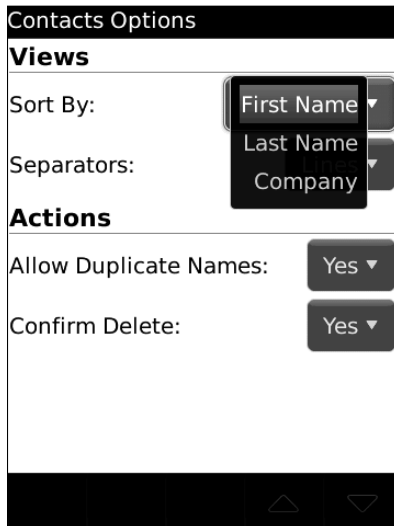 Contacts Options
Views
Sort By: First Name
Last Name
Separators: Lines
Company
Actions
Allow Duplicate Names: Yes
Confirm Delete: Yes